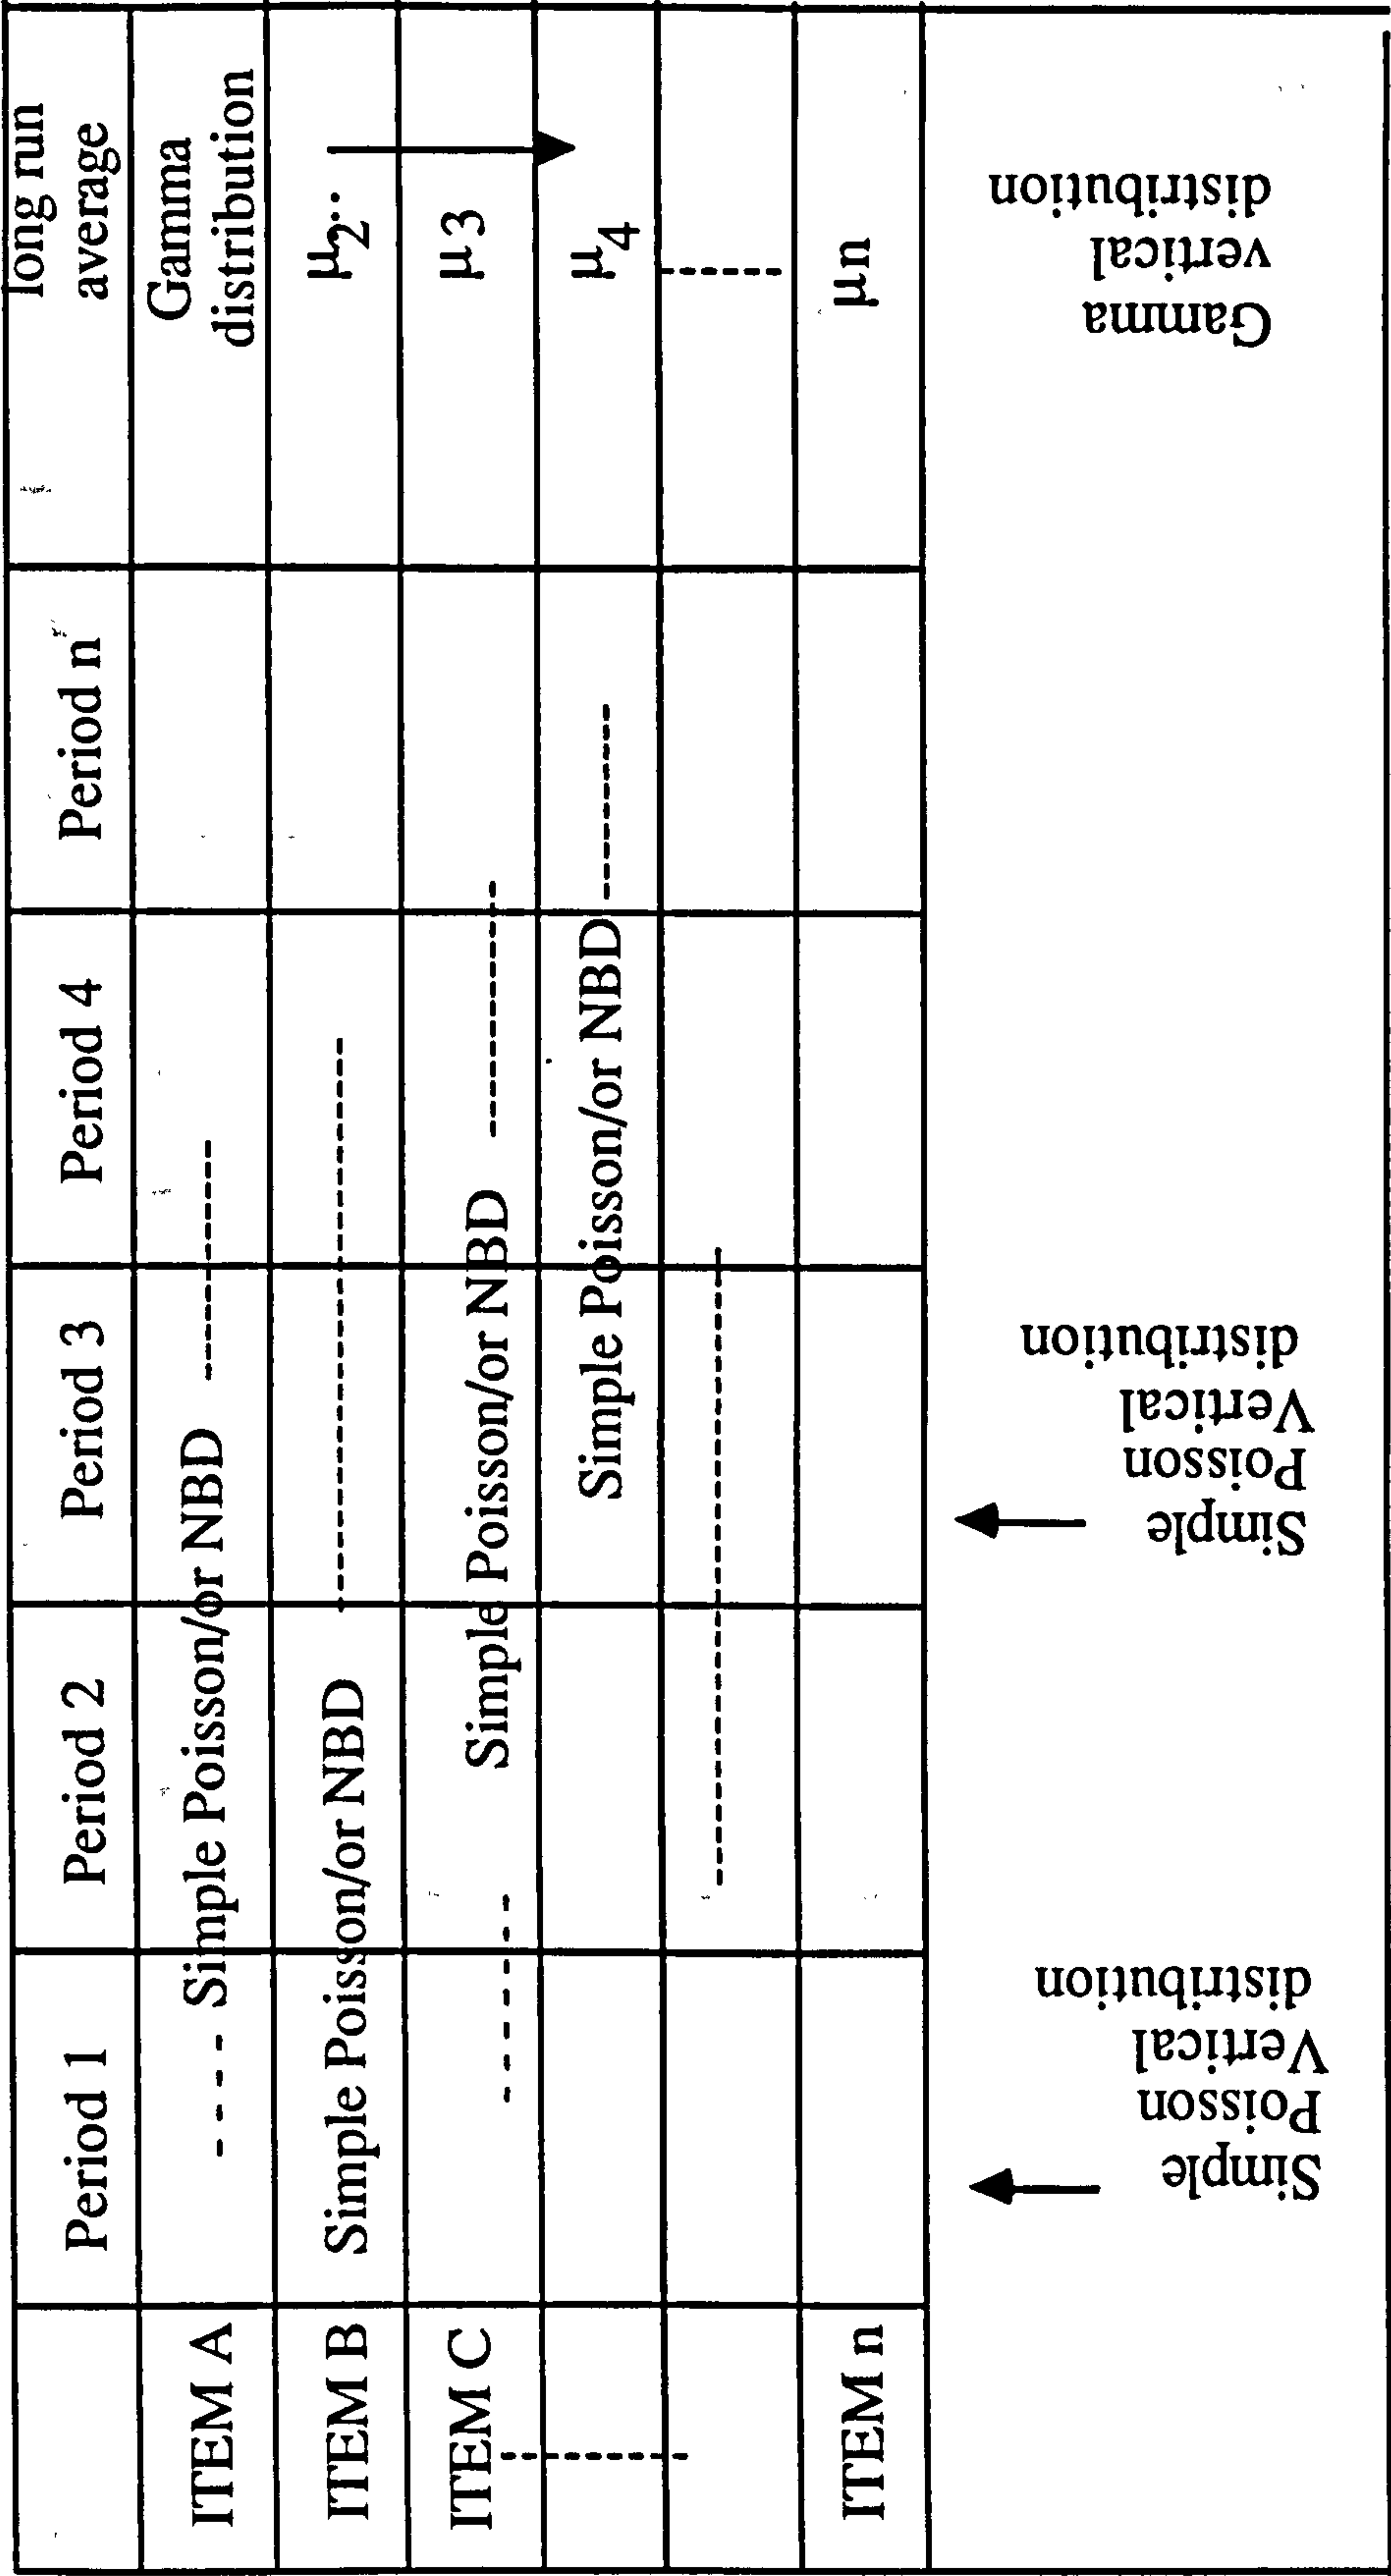 Period 1 Period 2 Period 3 Period 4 Period n long run
average
ITEM A - - - - Simple Poisson/or NBD ---------- Gamma
distribution
ITEM B Simple Poisson/or NBD ---------------------- μ2...
ITEM C - - - - - Simple Poisson/or NBD ---------- μ3
Simple Poisson/or NBD -------- μ4
ITEM n μn
Simple
Poisson
Vertical
distribution
Simple
Poisson
Vertical
distribution
Gamma
vertical
distribution